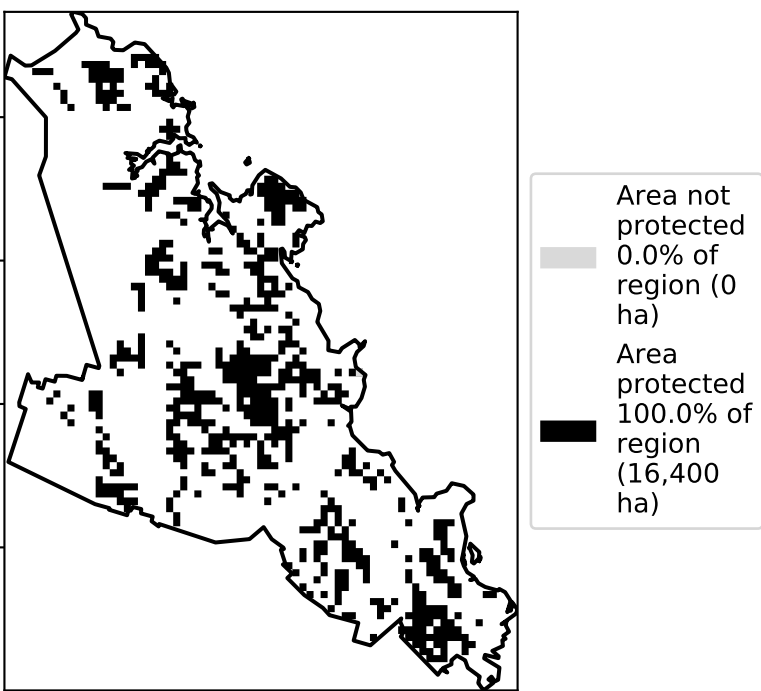 Area not
protected
0.0% of
region (0
ha)
Area
protected
100.0% of
region
(16,400
ha)